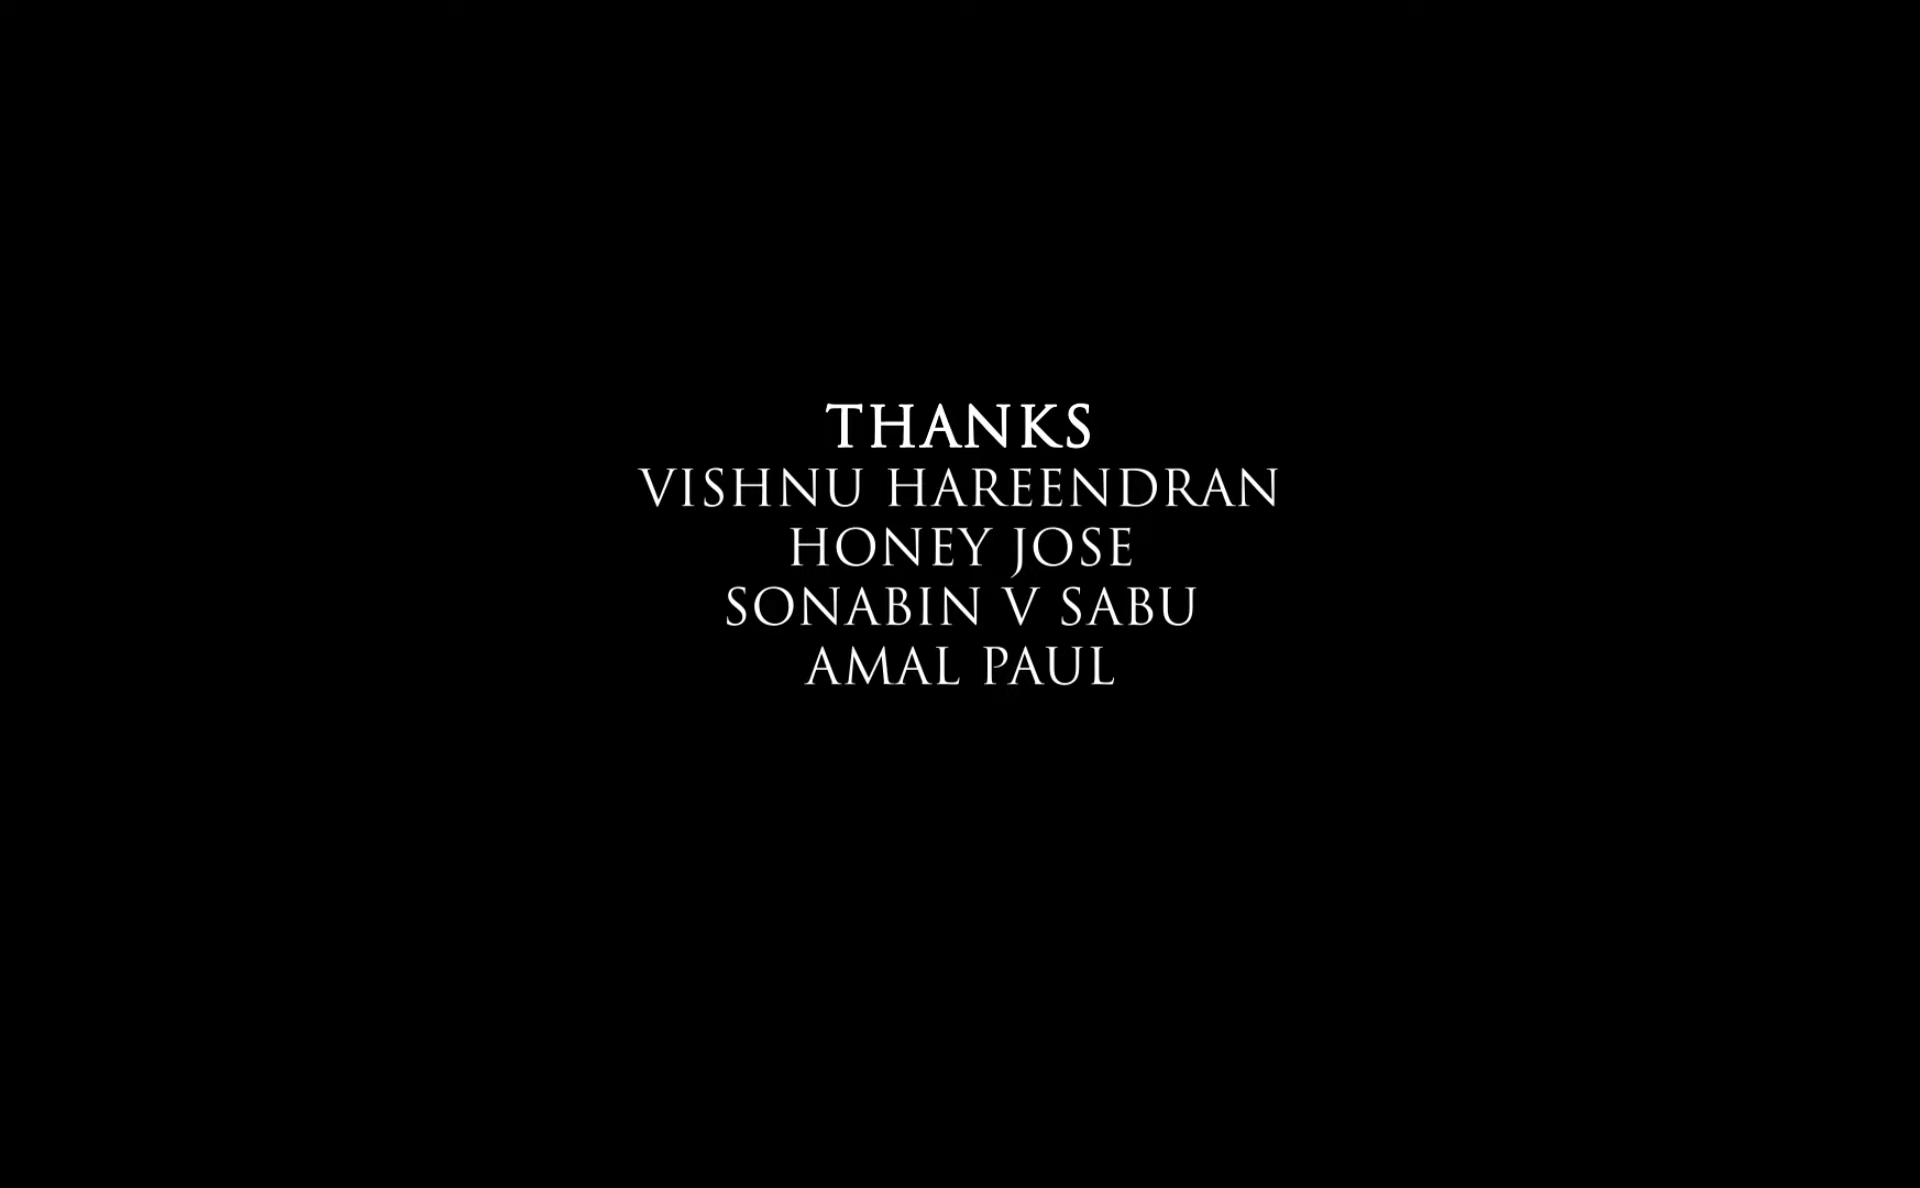 THANKS
VISHNU HAREENDRAN
HONEY JOSE
SONABIN V SABU
AMAL PAUL